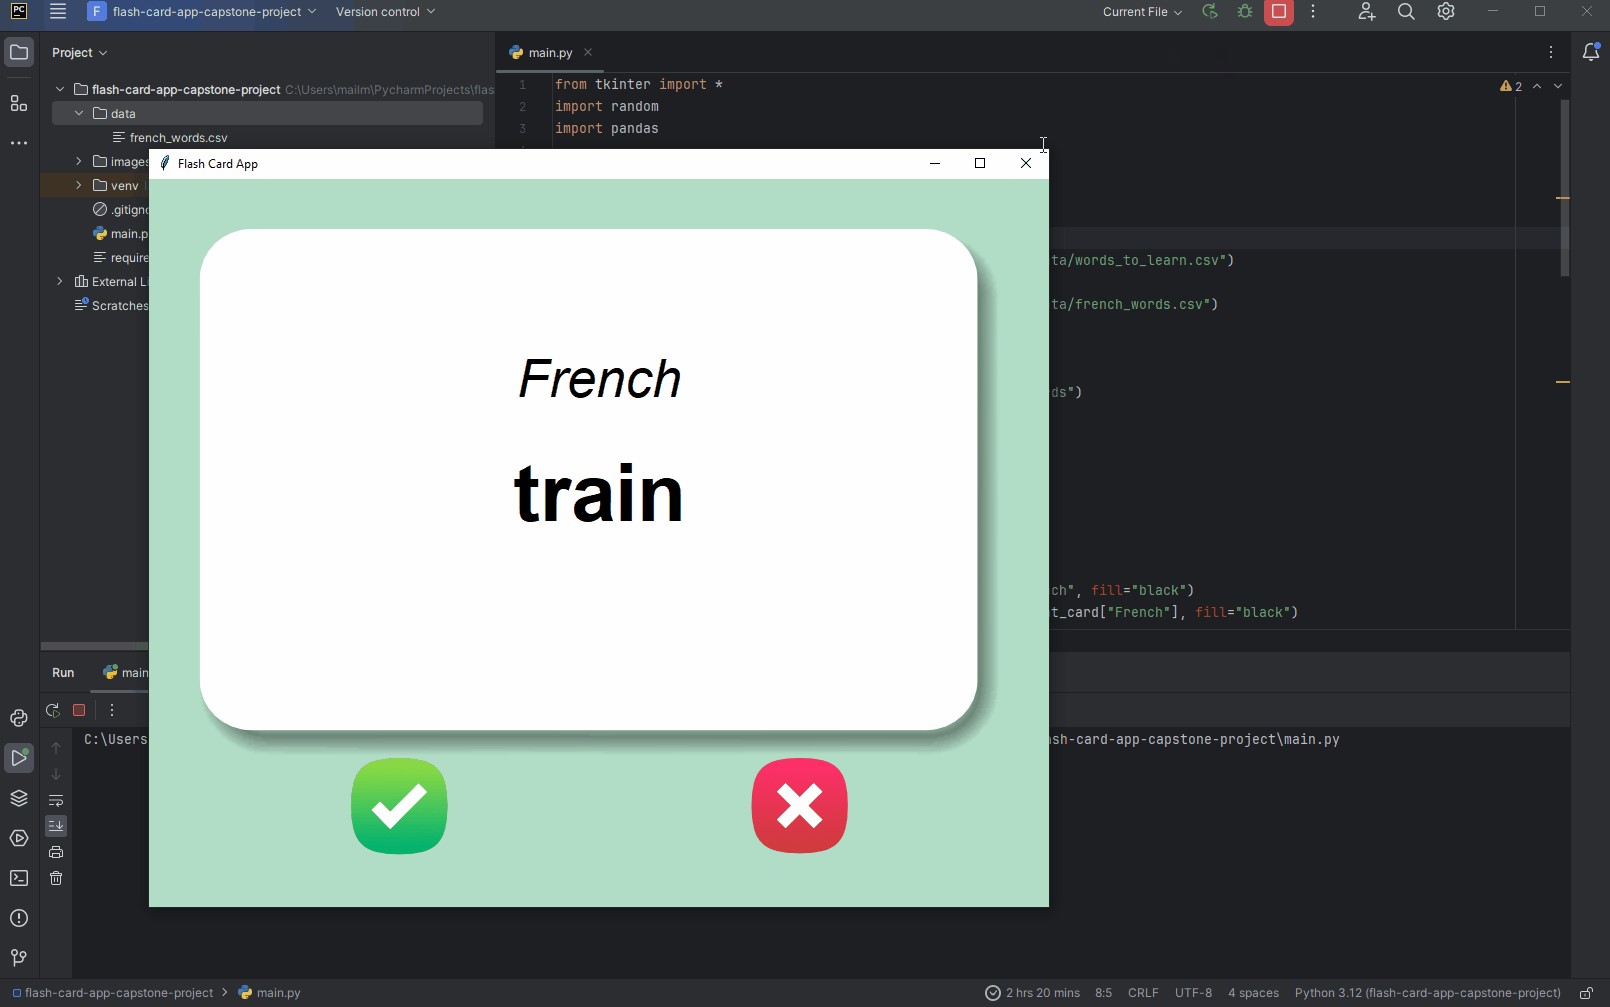 PC
F flash-card-app-capstone-project Version control Current File
Project
main.py
flash-card-app-capstone-project C:\Users\mailm\PycharmProjects\flas
data
french_words.csv
images
venv
.gitigno
main.p
require
External Li
Scratches
1 from tkinter import *
2 import random
3 import pandas
2
Flash Card App
French
train
ta/words_to_learn.csv")
ta/french_words.csv")
ds")
ch", fill="black")
t_card["French"], fill="black")
Run main
C:\Users
sh-card-app-capstone-project\main.py
flash-card-app-capstone-project > main.py 2 hrs 20 mins 8:5 CRLF UTF-8 4 spaces Python 3.12 (flash-card-app-capstone-project)